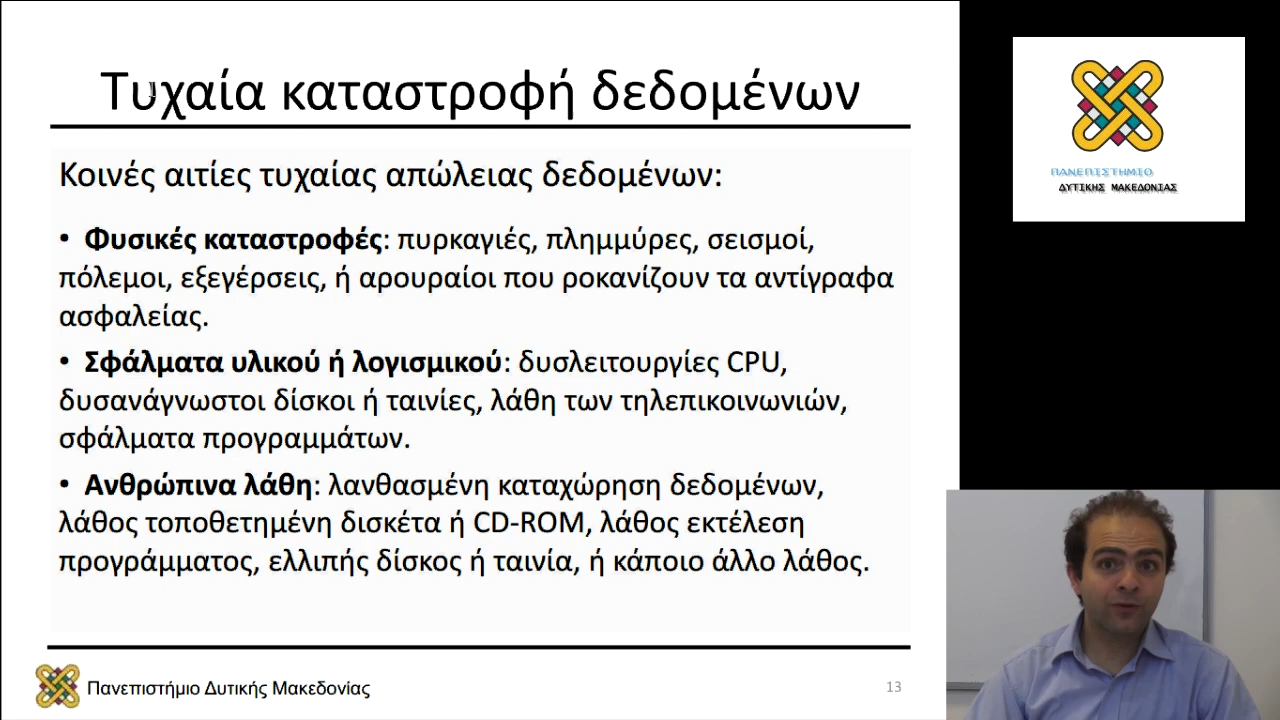 Τυχαία καταστροφή δεδομένων
Κοινές αιτίες τυχαίας απώλειας δεδομένων:
• Φυσικές καταστροφές: πυρκαγιές, πλημμύρες, σεισμοί,
πόλεμοι, εξεγέρσεις, ή αρουραίοι που ροκανίζουν τα αντίγραφα
ασφαλείας.
• Σφάλματα υλικού ή λογισμικού: δυσλειτουργίες CPU,
δυσανάγνωστοι δίσκοι ή ταινίες, λάθη των τηλεπικοινωνιών,
σφάλματα προγραμμάτων.
• Ανθρώπινα λάθη: λανθασμένη καταχώρηση δεδομένων,
λάθος τοποθετημένη δισκέτα ή CD-ROM, λάθος εκτέλεση
προγράμματος, ελλιπής δίσκος ή ταινία, ή κάποιο άλλο λάθος.
Πανεπιστήμιο Δυτικής Μακεδονίας
13
ΠΑΝΕΠΙΣΤΗΜΙΟ
ΔΥΤΙΚΗΣ ΜΑΚΕΔΟΝΙΑΣ